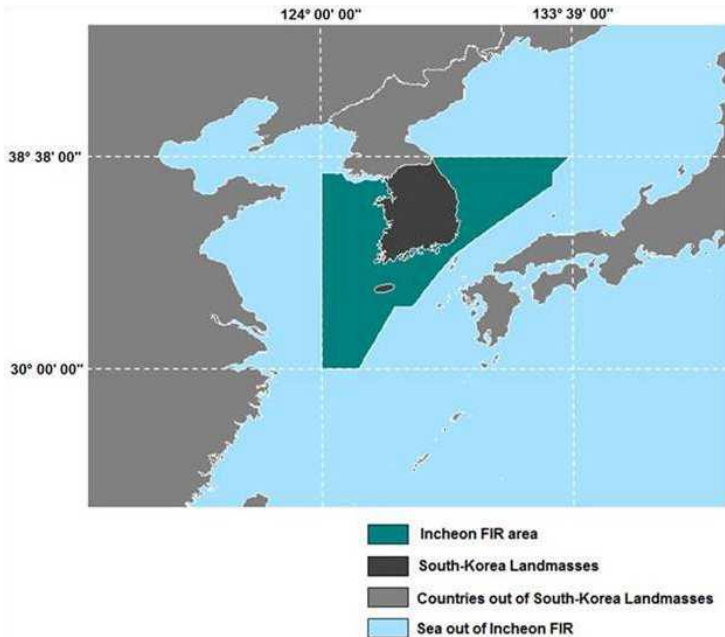 124° 00' 00"
133° 39' 00"
38° 38' 00"
30° 00' 00"
Incheon FIR area
South-Korea Landmasses
Countries out of South-Korea Landmasses
Sea out of Incheon FIR